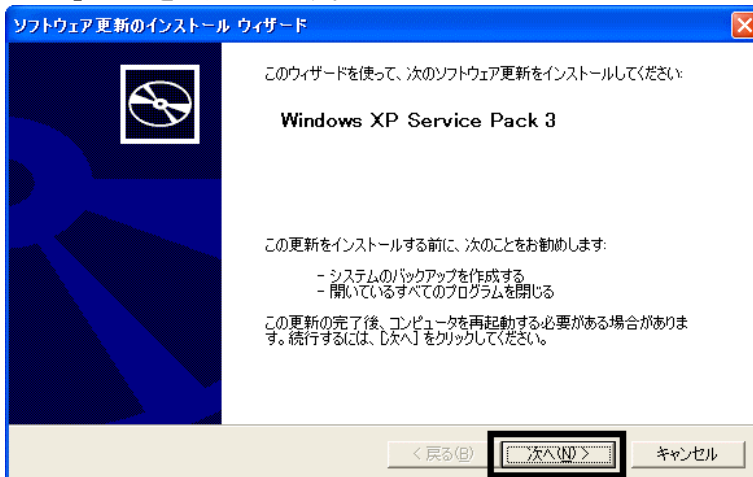 ソフトウェア更新のインストール ウィザード
このウィザードを使って、次のソフトウェア更新をインストールしてください:
Windows XP Service Pack 3
この更新をインストールする前に、次のことをお勧めします:
- システムのバックアップを作成する
- 開いているすべてのプログラムを閉じる
この更新の完了後、コンピュータを再起動する必要がある場合がありま
す。続行するには、[次へ] をクリックしてください。
< 戻る(B)
次へ(N) >
キャンセル